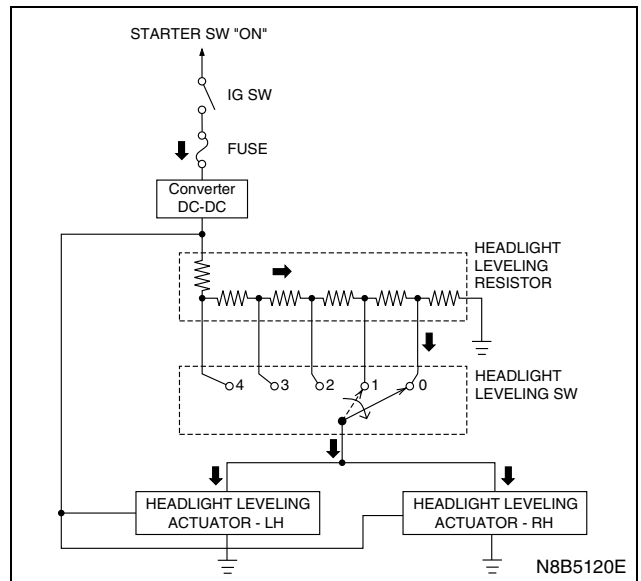 STARTER SW "ON"
IG SW
FUSE
Converter
DC-DC
HEADLIGHT
LEVELING
RESISTOR
4
3
2
1
0
HEADLIGHT
LEVELING SW
HEADLIGHT LEVELING
ACTUATOR - LH
HEADLIGHT LEVELING
ACTUATOR - RH
N8B5120E